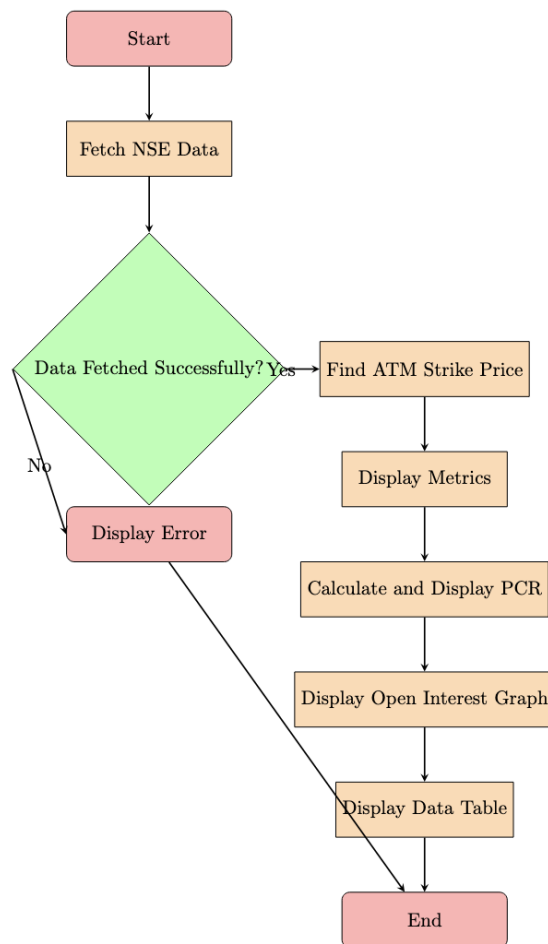 Start
Fetch NSE Data
Data Fetched Successfully?
Yes
Find ATM Strike Price
Display Metrics
No
Display Error
Calculate and Display PCR
Display Open Interest Graph
Display Data Table
End